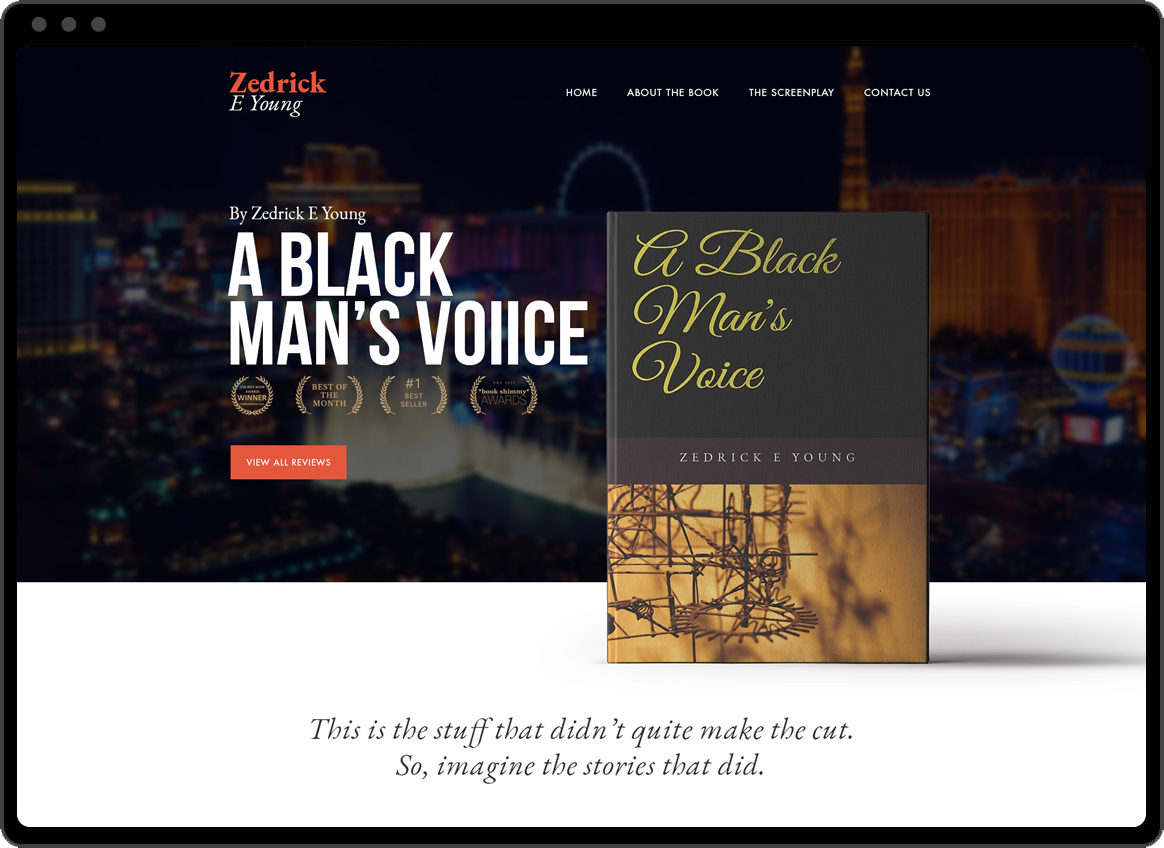 Zedrick
E Young
HOME ABOUT THE BOOK THE SCREENPLAY CONTACT US
By Zedrick E Young
A BLACK
MAN'S VOIICE
WINNER
BEST OF
THE
MONTH
#1
BEST
SELLER
book shimmy
AWARDS
VIEW ALL REVIEWS
A Black
Man's
Voice
ZEDRICK E YOUNG
This is the stuff that didn't quite make the cut.
So, imagine the stories that did.